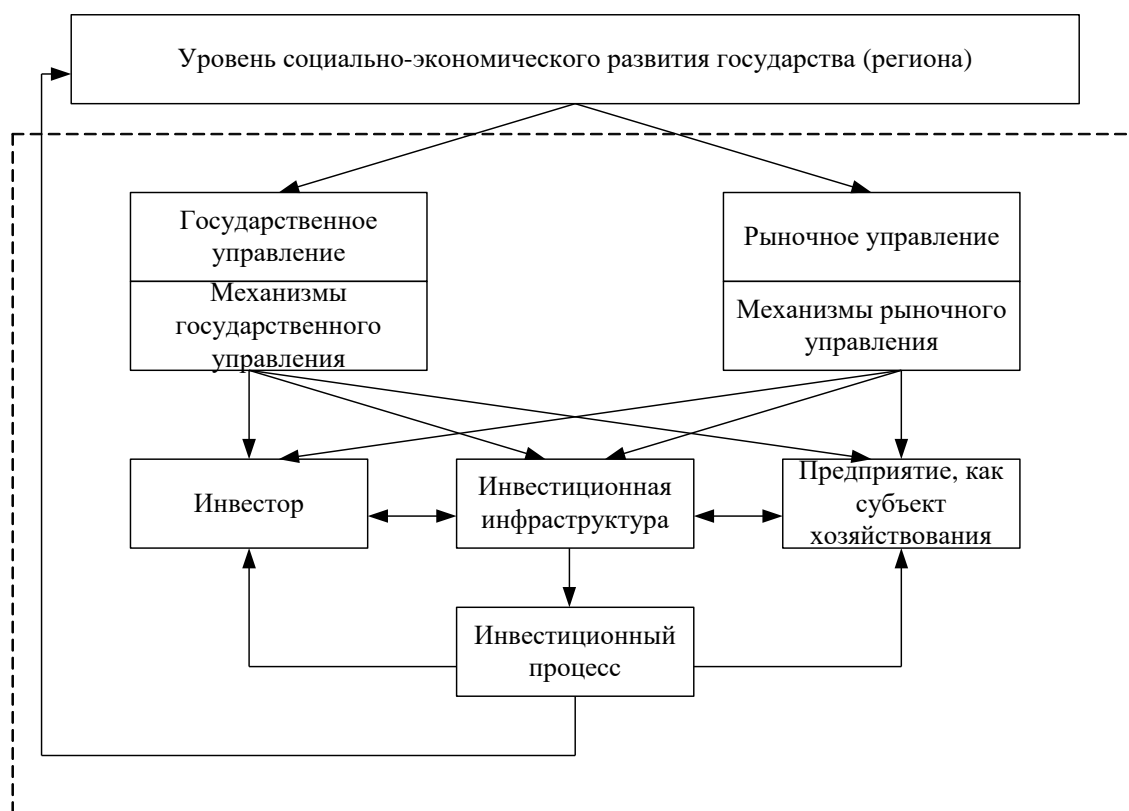 Уровень социально-экономического развития государства (региона)
Государственное
управление
Рыночное управление
Механизмы
государственного
управления
Механизмы рыночного
управления
Инвестор
Инвестиционная
инфраструктура
Предприятие, как
субъект
хозяйствования
Инвестиционный
процесс